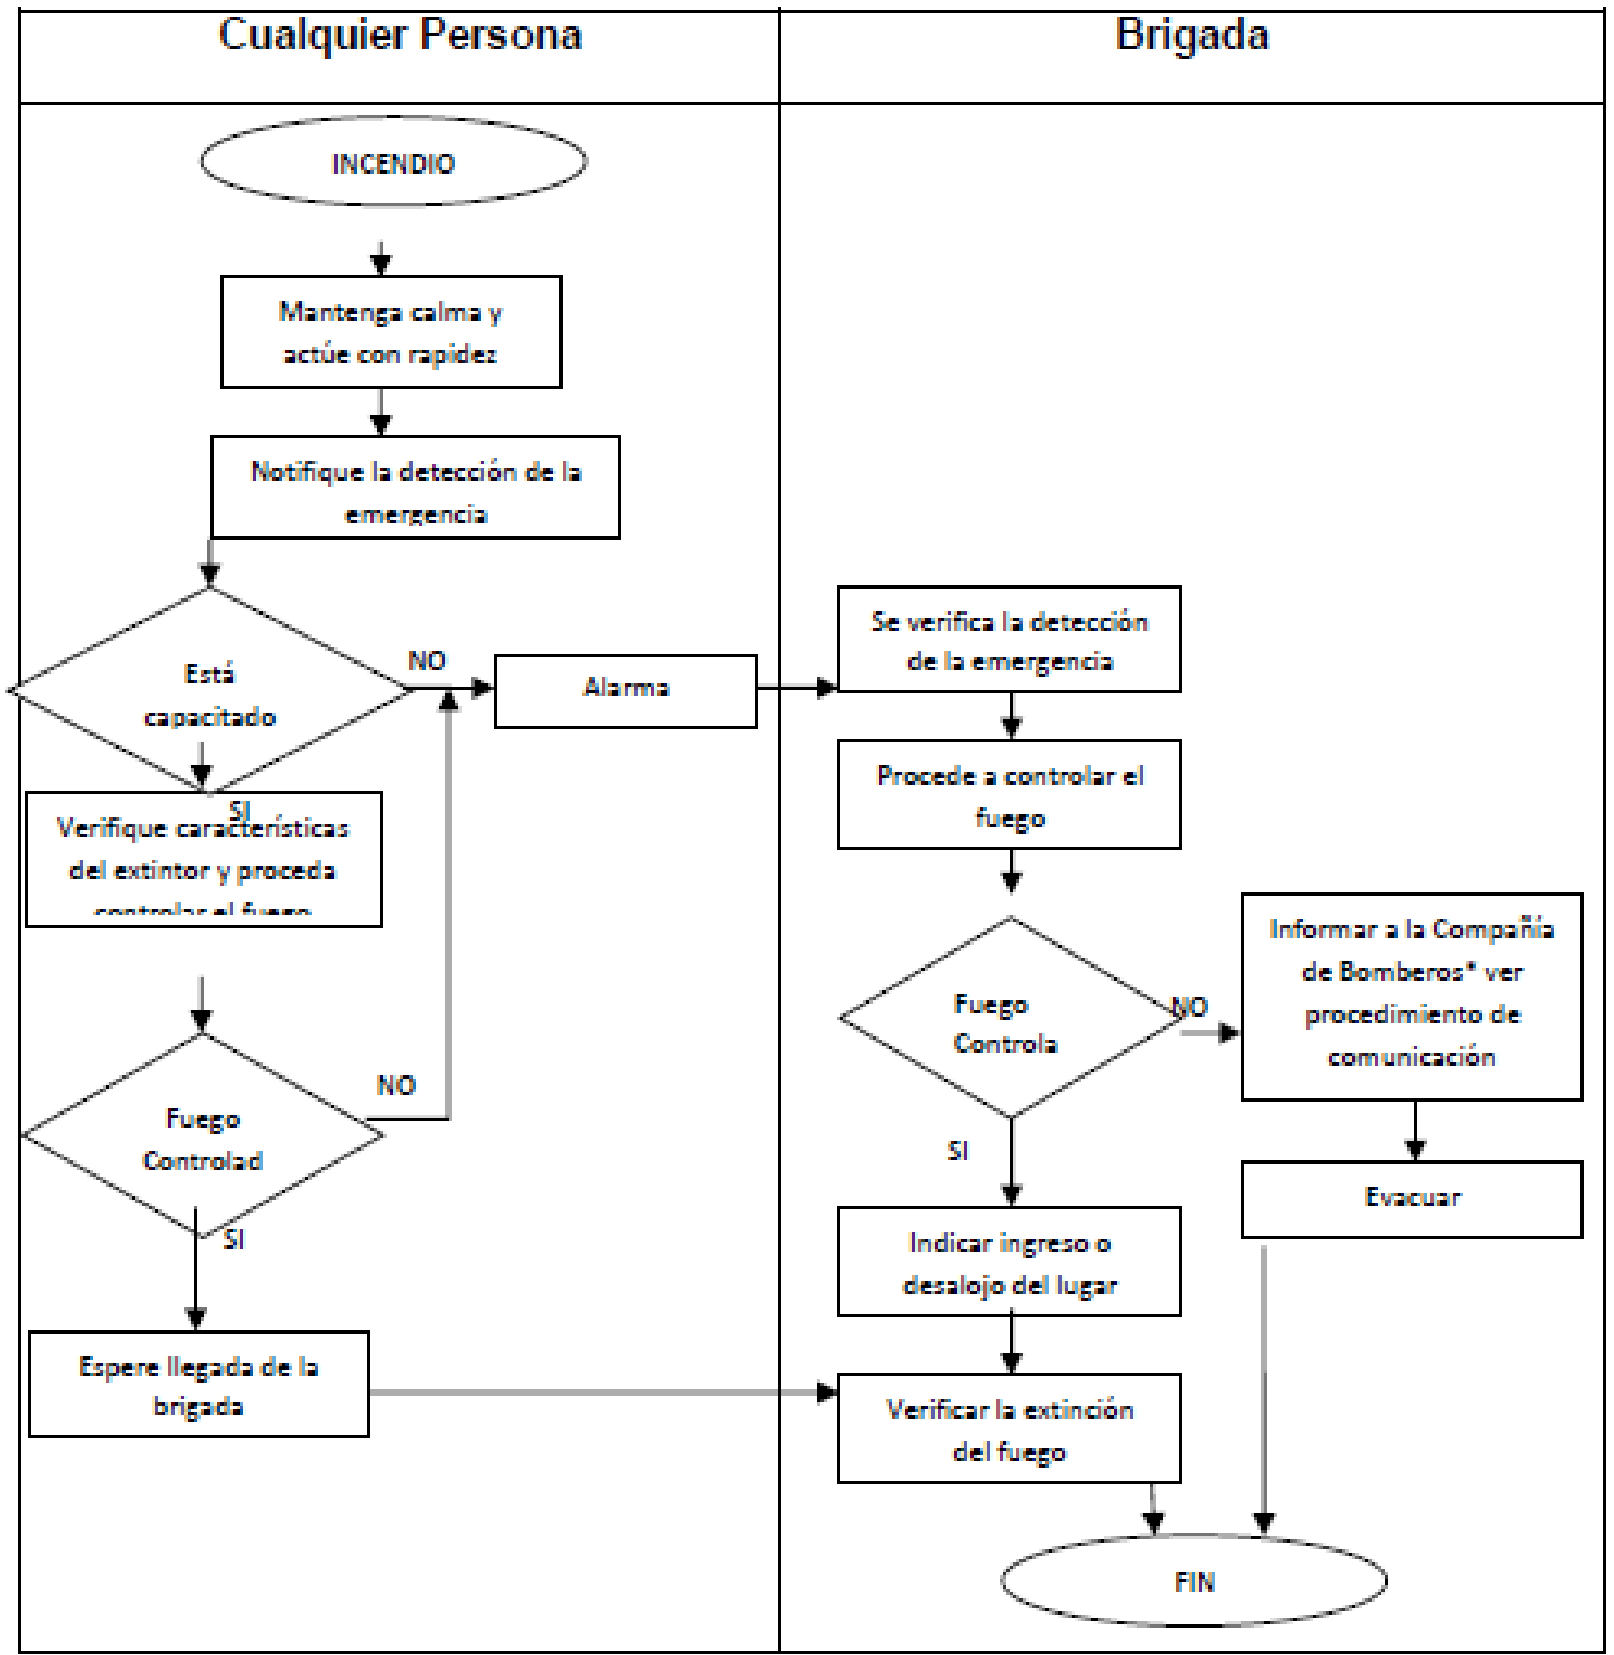 Cualquier Persona
Brigada
INCENDIO
Mantenga calma y
actúe con rapidez
Notifique la detección de la
emergencia
Está
capacitado
NO
Alarma
SI
Verifique características
del extintor y proceda
controlar el fuego
Fuego
Controlad
NO
SI
Espere llegada de la
brigada
Se verifica la detección
de la emergencia
Procede a controlar el
fuego
Fuego
Controla
NO
Informar a la Compañía
de Bomberos* ver
procedimiento de
comunicación
Evacuar
SI
Indicar ingreso o
desalojo del lugar
Verificar la extinción
del fuego
FIN